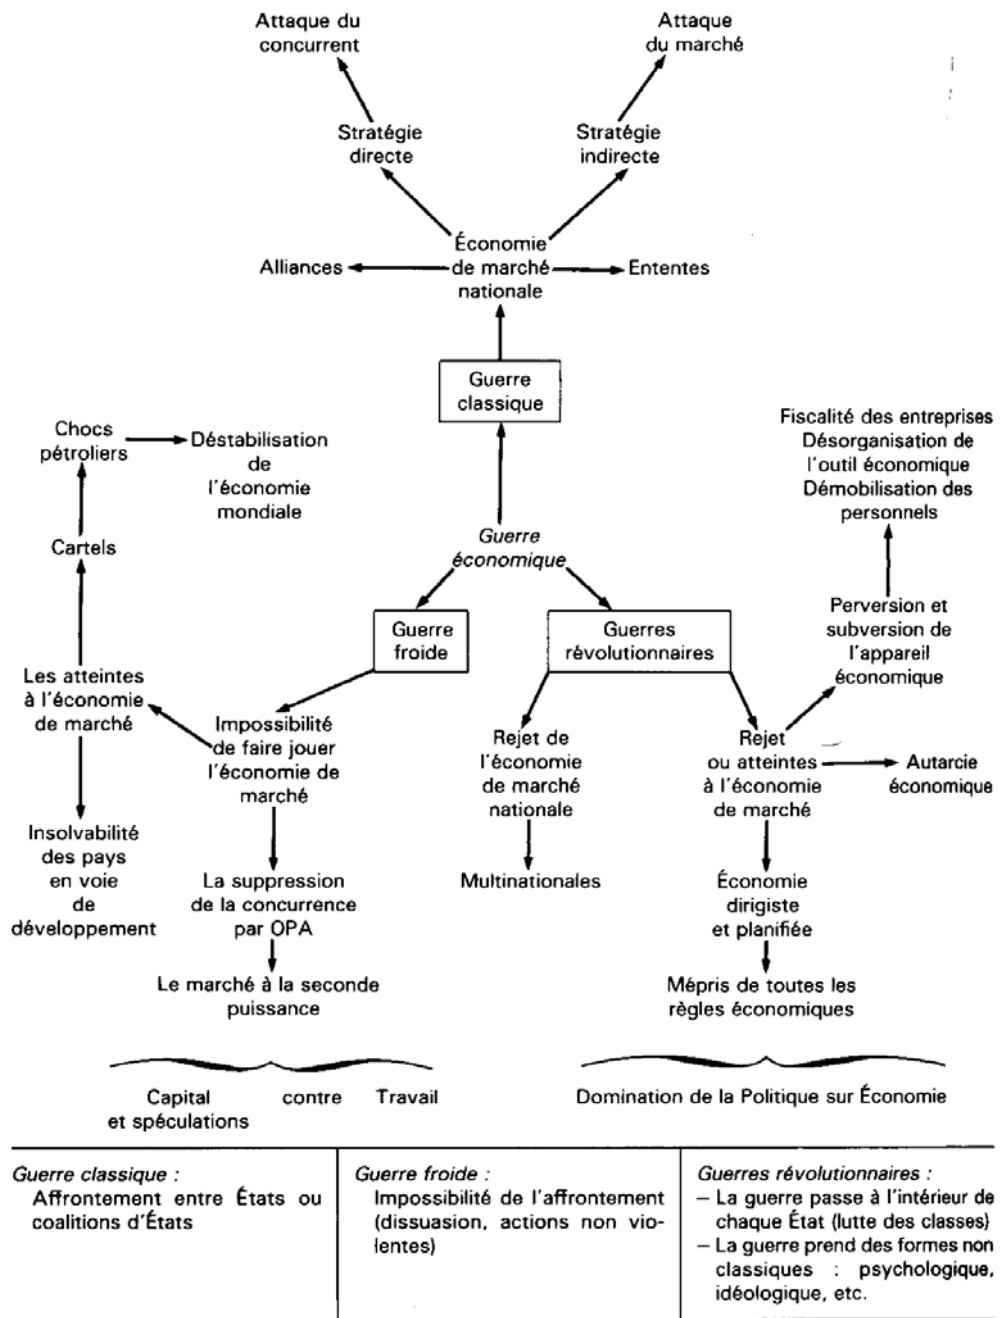 Attaque du
concurrent
Attaque
du marché
Stratégie
directe
Stratégie
indirecte
Économie
de marché
nationale
Alliances
Ententes
Guerre
classique
Chocs
pétroliers
Déstabilisation
de
l'économie
mondiale
Fiscalité des entreprises
Désorganisation de
l'outil économique
Démobilisation des
personnels
Cartels
Guerre
économique
Guerre
froide
Guerres
révolutionnaires
Perversion et
subversion de
l'appareil
économique
Les atteintes
à l'économie
de marché
Impossibilité
de faire jouer
l'économie de
marché
Rejet de
l'économie
de marché
nationale
Rejet
ou atteintes
à l'économie
de marché
Autarcie
économique
Insolvabilité
des pays
en voie
de
développement
La suppression
de la concurrence
par OPA
Multinationales
Économie
dirigiste
et planifiée
Le marché à la seconde
puissance
Mépris de toutes les
règles économiques
Capital contre Travail
et spéculations
Domination de la Politique sur Économie
Guerre classique :
Affrontement entre États ou
coalitions d'États
Guerre froide :
Impossibilité de l'affrontement
(dissuasion, actions non vio-
lentes)
Guerres révolutionnaires :
– La guerre passe à l'intérieur de
chaque État (lutte des classes)
– La guerre prend des formes non
classiques : psychologique,
idéologique, etc.